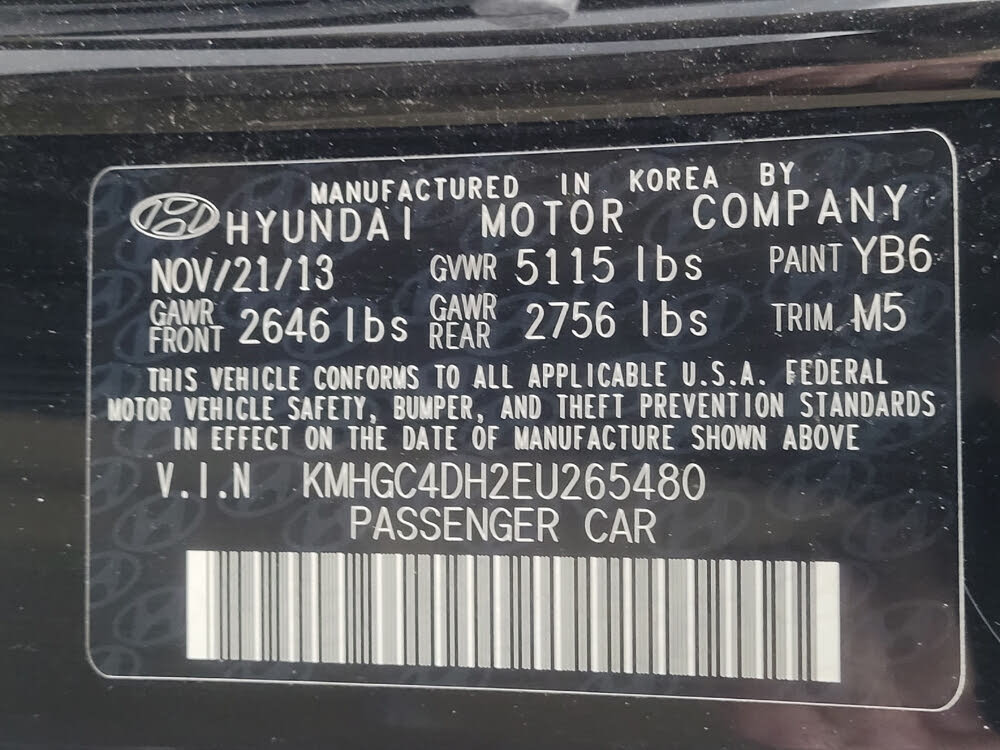 MANUFACTURED IN KOREA BY
HYUNDAI MOTOR COMPANY
NOV/21/13 GVWR 5115 lbs PAINT YB6
GAWR FRONT 2646 lbs GAWR REAR 2756 lbs TRIM M5
THIS VEHICLE CONFORMS TO ALL APPLICABLE U.S.A. FEDERAL
MOTOR VEHICLE SAFETY, BUMPER, AND THEFT PREVENTION STANDARDS
IN EFFECT ON THE DATE OF MANUFACTURE SHOWN ABOVE
V.I.N KMHGC4DH2EU265480
PASSENGER CAR